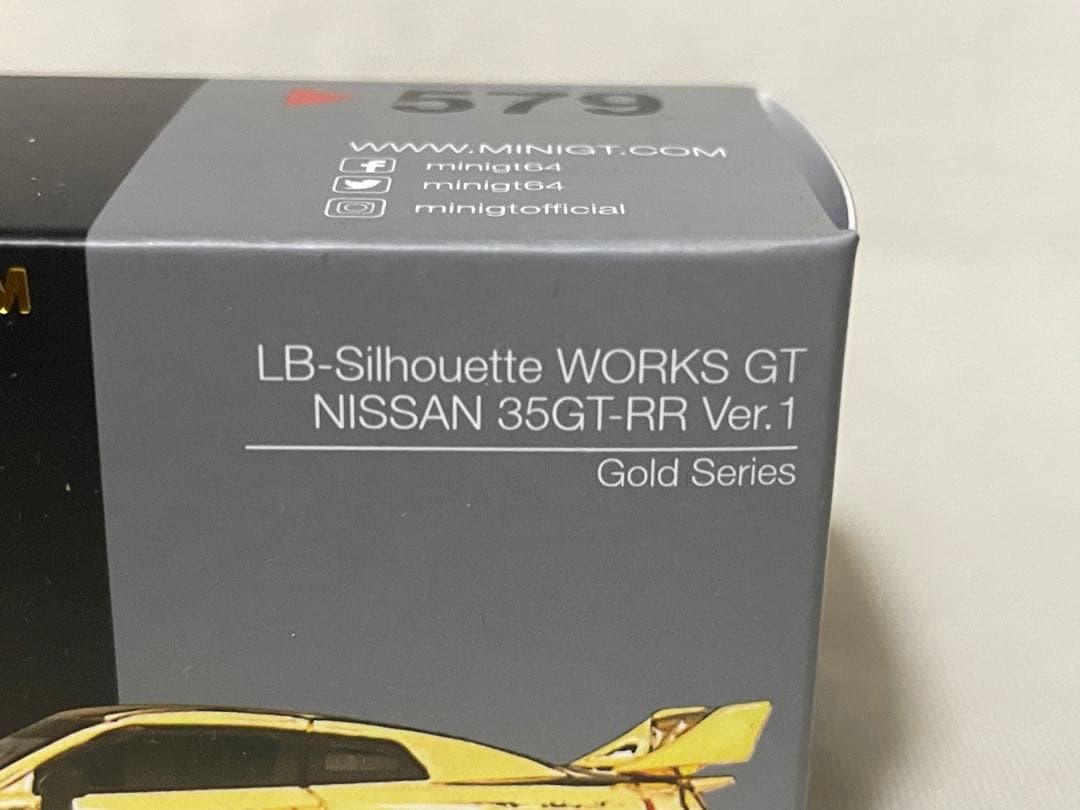 579
WWW.MINIGT.COM
minigt64
minigt64
minigtofficial
M
LB-Silhouette WORKS GT
NISSAN 35GT-RR Ver.1
Gold Series